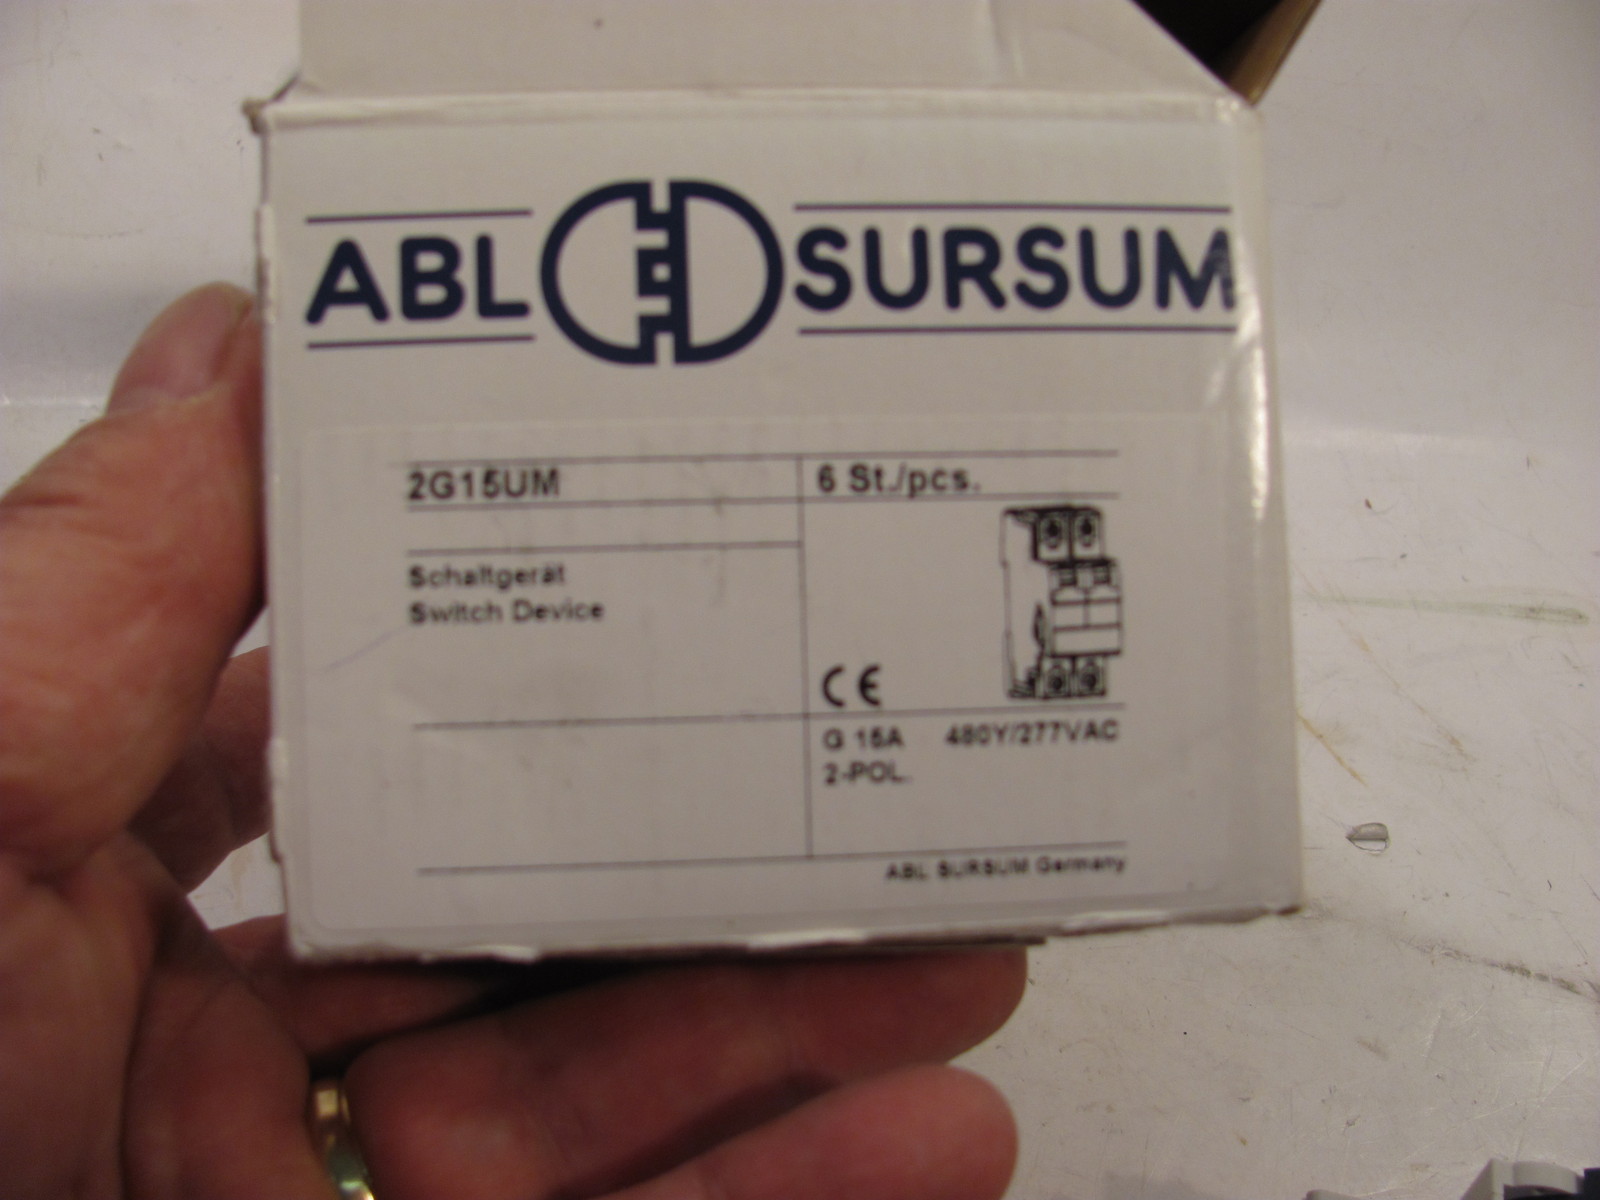 ABL SURSUM
2G15UM
6 St./pcs.
Schaltgerät
Switch Device
CE
G 15A 480Y/277VAC
2-POL.
ABL SURSUM Germany